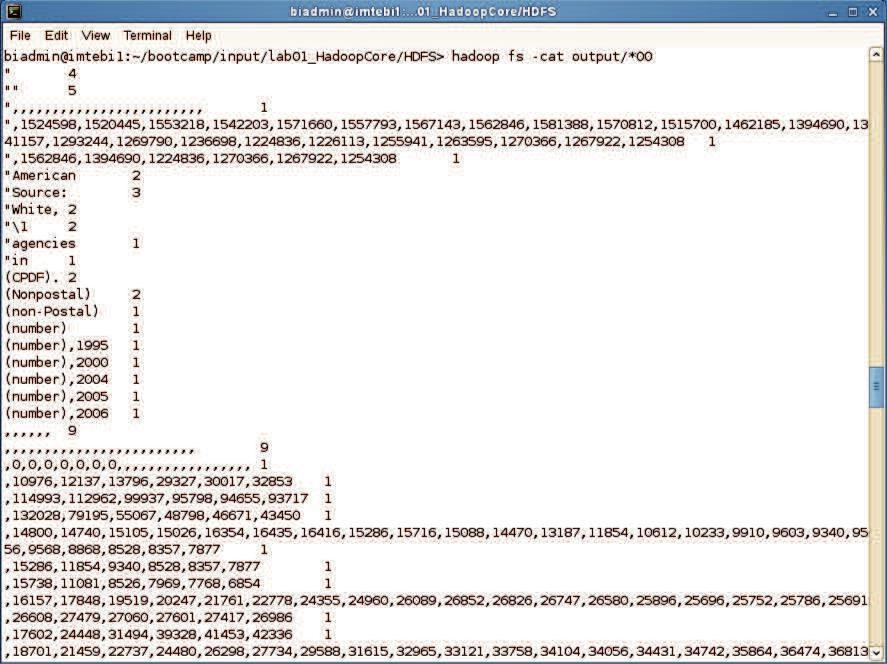 biadmin@imtebi1:...01_HadoopCore/HDFS
File Edit View Terminal Help
biadmin@imtebi1:~/bootcamp/input/lab01_HadoopCore/HDFS> hadoop fs -cat output/*00
" 4
"" 5
",,,,,,,,,,,,,,,,,,,,,,,, 1
",1524598,1520445,1553218,1542203,1571660,1557793,1567143,1562846,1581388,1570812,1515700,1462185,1394690,13
41157,1293244,1269790,1236698,1224836,1226113,1255941,1263595,1270366,1267922,1254308 1
",1562846,1394690,1224836,1270366,1267922,1254308 1
"American 2
"Source: 3
"White, 2
"\1 2
"agencies 1
"in 1
(CPDF). 2
(Nonpostal) 2
(non-Postal) 1
(number) 1
(number),1995 1
(number),2000 1
(number),2004 1
(number),2005 1
(number),2006 1
,,,,,, 9
,,,,,,,,,,,,,,,,,,,,,,,, 9
,0,0,0,0,0,0,0,,,,,,,,,,,,,,,,, 1
,10976,12137,13796,29327,30017,32853 1
,114993,112962,99937,95798,94655,93717 1
,132028,79195,55067,48798,46671,43450 1
,14800,14740,15105,15026,16354,16435,16416,15286,15716,15088,14470,13187,11854,10612,10233,9910,9603,9340,95
56,9568,8868,8528,8357,7877 1
,15286,11854,9340,8528,8357,7877 1
,15738,11081,8526,7969,7768,6854 1
,16157,17848,19519,20247,21761,22778,24355,24960,26089,26852,26826,26747,26580,25896,25696,25752,25786,25691
,26608,27479,27060,27601,27417,26986 1
,17602,24448,31494,39328,41453,42336 1
,18701,21459,22737,24480,26298,27734,29588,31615,32965,33121,33758,34104,34056,34431,34742,35864,36474,36813